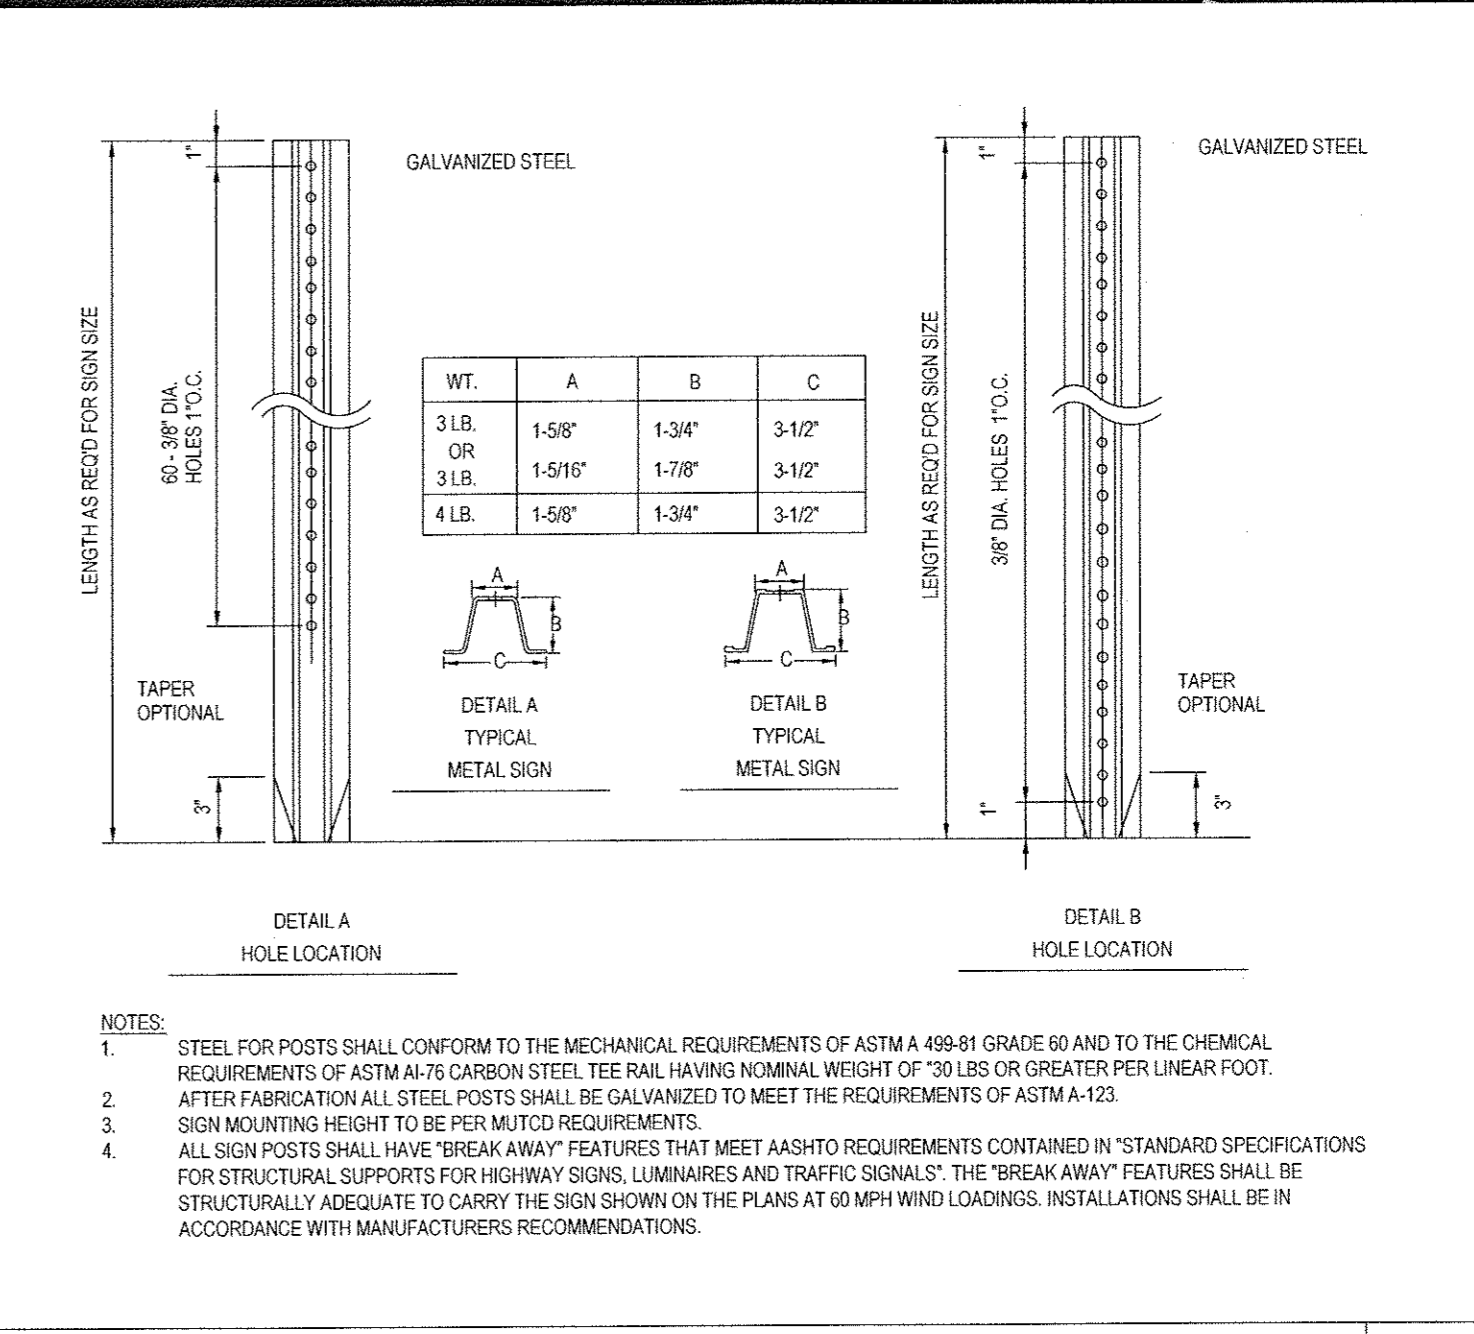 1"
GALVANIZED STEEL
LENGTH AS REQ'D FOR SIGN SIZE
60 - 3/8" DIA.
HOLES 1"O.C.
TAPER
OPTIONAL
3"
WT. A B C
3 LB. 1-5/8" 1-3/4" 3-1/2"
OR
3 LB. 1-5/16" 1-7/8" 3-1/2"
4 LB. 1-5/8" 1-3/4" 3-1/2"
A
B
C
DETAIL A
TYPICAL
METAL SIGN
A
B
C
DETAIL B
TYPICAL
METAL SIGN
1"
GALVANIZED STEEL
LENGTH AS REQ'D FOR SIGN SIZE
3/8" DIA. HOLES 1"O.C.
TAPER
OPTIONAL
1"
3"
DETAIL A
HOLE LOCATION
DETAIL B
HOLE LOCATION
NOTES:
1. STEEL FOR POSTS SHALL CONFORM TO THE MECHANICAL REQUIREMENTS OF ASTM A 499-81 GRADE 60 AND TO THE CHEMICAL
REQUIREMENTS OF ASTM AI-76 CARBON STEEL TEE RAIL HAVING NOMINAL WEIGHT OF "30 LBS OR GREATER PER LINEAR FOOT.
2. AFTER FABRICATION ALL STEEL POSTS SHALL BE GALVANIZED TO MEET THE REQUIREMENTS OF ASTM A-123.
3. SIGN MOUNTING HEIGHT TO BE PER MUTCD REQUIREMENTS.
4. ALL SIGN POSTS SHALL HAVE "BREAK AWAY" FEATURES THAT MEET AASHTO REQUIREMENTS CONTAINED IN "STANDARD SPECIFICATIONS
FOR STRUCTURAL SUPPORTS FOR HIGHWAY SIGNS, LUMINAIRES AND TRAFFIC SIGNALS". THE "BREAK AWAY" FEATURES SHALL BE
STRUCTURALLY ADEQUATE TO CARRY THE SIGN SHOWN ON THE PLANS AT 60 MPH WIND LOADINGS. INSTALLATIONS SHALL BE IN
ACCORDANCE WITH MANUFACTURERS RECOMMENDATIONS.